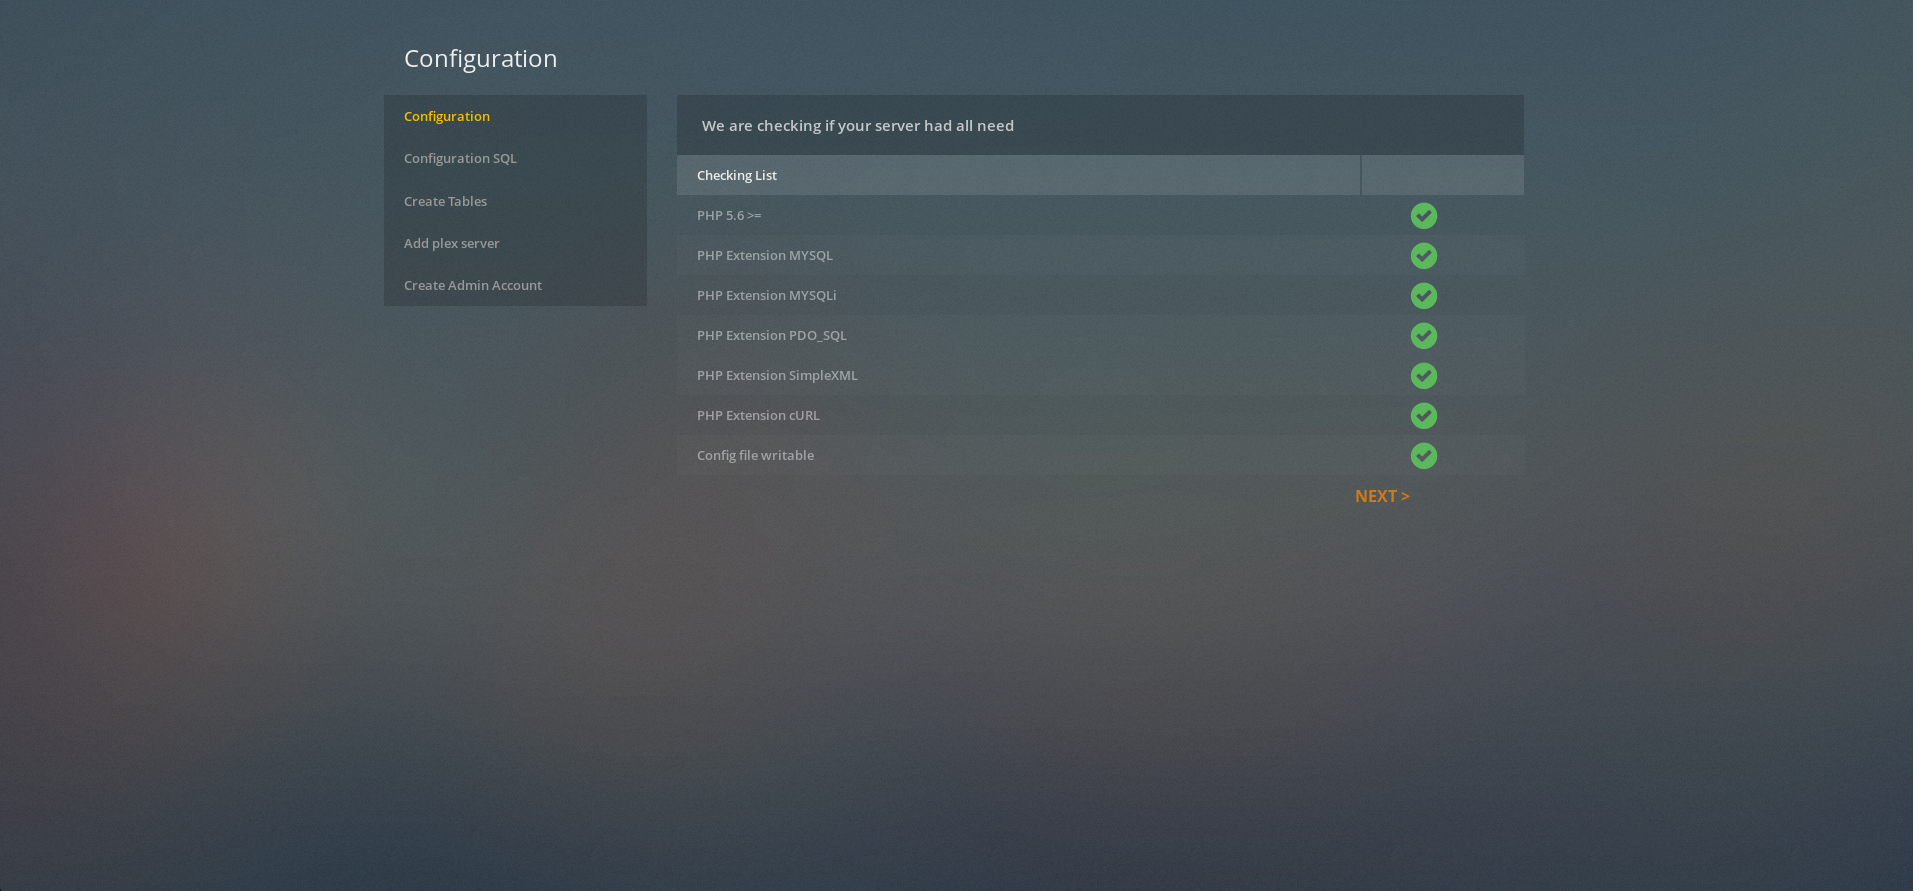 Configuration
Configuration
Configuration SQL
Create Tables
Add plex server
Create Admin Account
We are checking if your server had all need
Checking List
PHP 5.6 >=
PHP Extension MYSQL
PHP Extension MYSQLi
PHP Extension PDO_SQL
PHP Extension SimpleXML
PHP Extension cURL
Config file writable
NEXT >